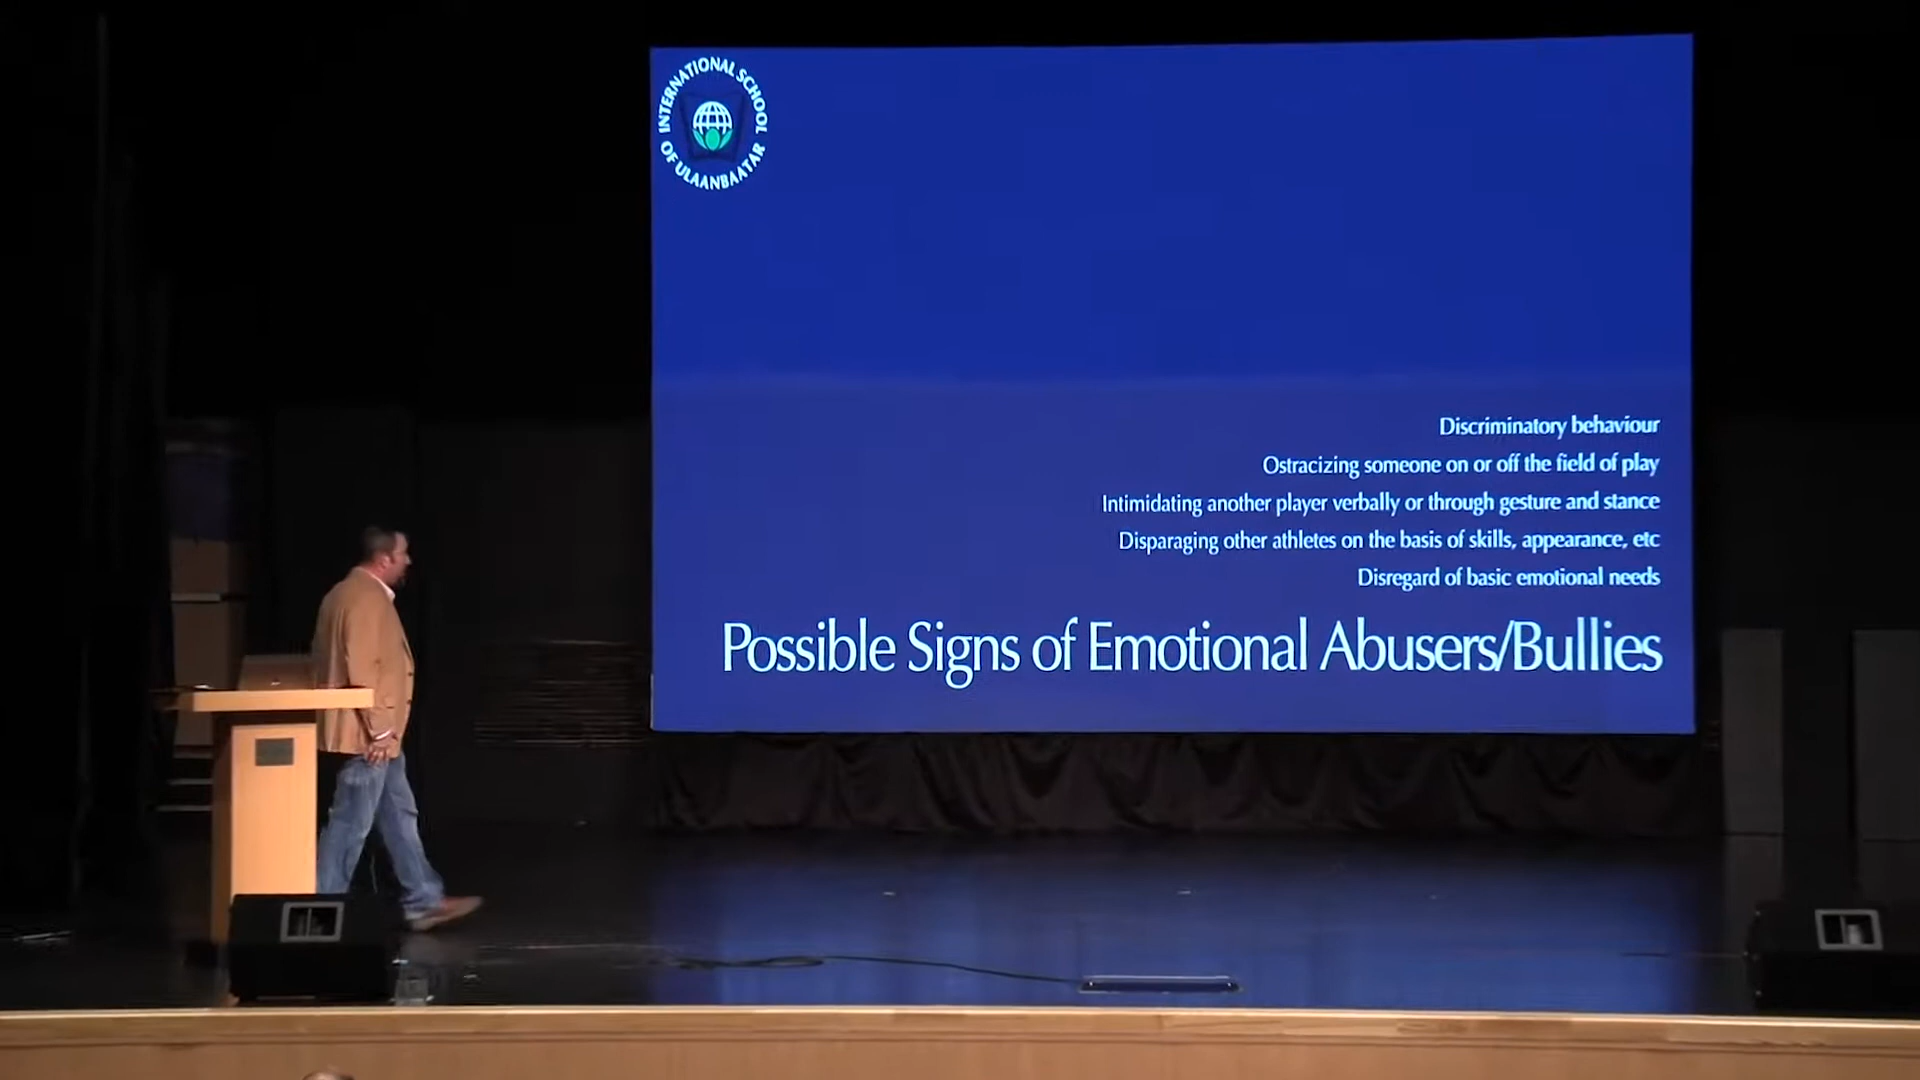 INTERNATIONAL SCHOOL
OF ULAANBAATAR
Discriminatory behaviour
Ostracizing someone on or off the field of play
Intimidating another player verbally or through gesture and stance
Disparaging other athletes on the basis of skills, appearance, etc
Disregard of basic emotional needs
Possible Signs of Emotional Abusers/Bullies